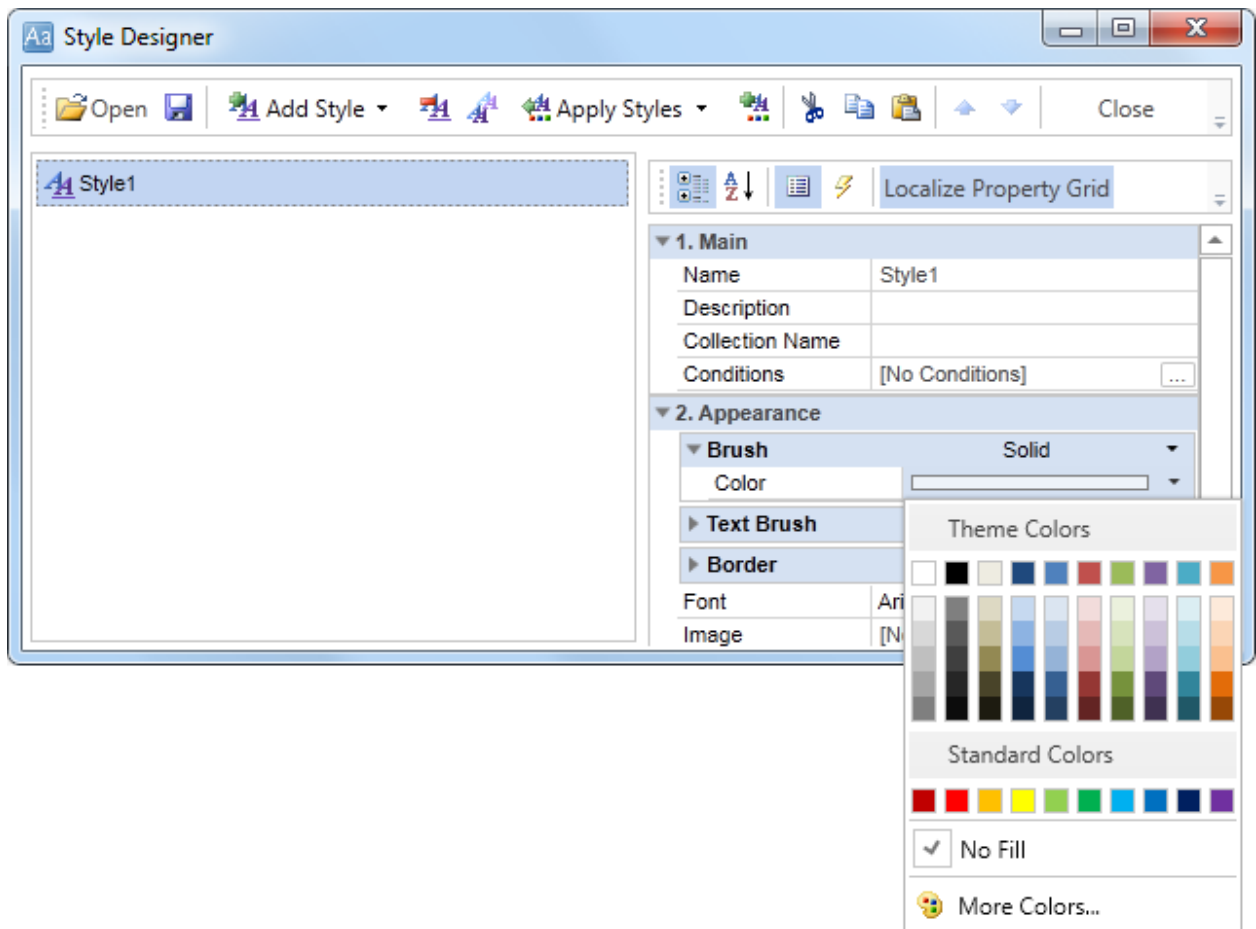 Style Designer
Open Add Style Apply Styles Close
Style1
Localize Property Grid
1. Main
Name Style1
Description
Collection Name
Conditions [No Conditions] ...
2. Appearance
Brush Solid
Color
Text Brush
Border
Font Ari
Image [N
Theme Colors
Standard Colors
No Fill
More Colors...